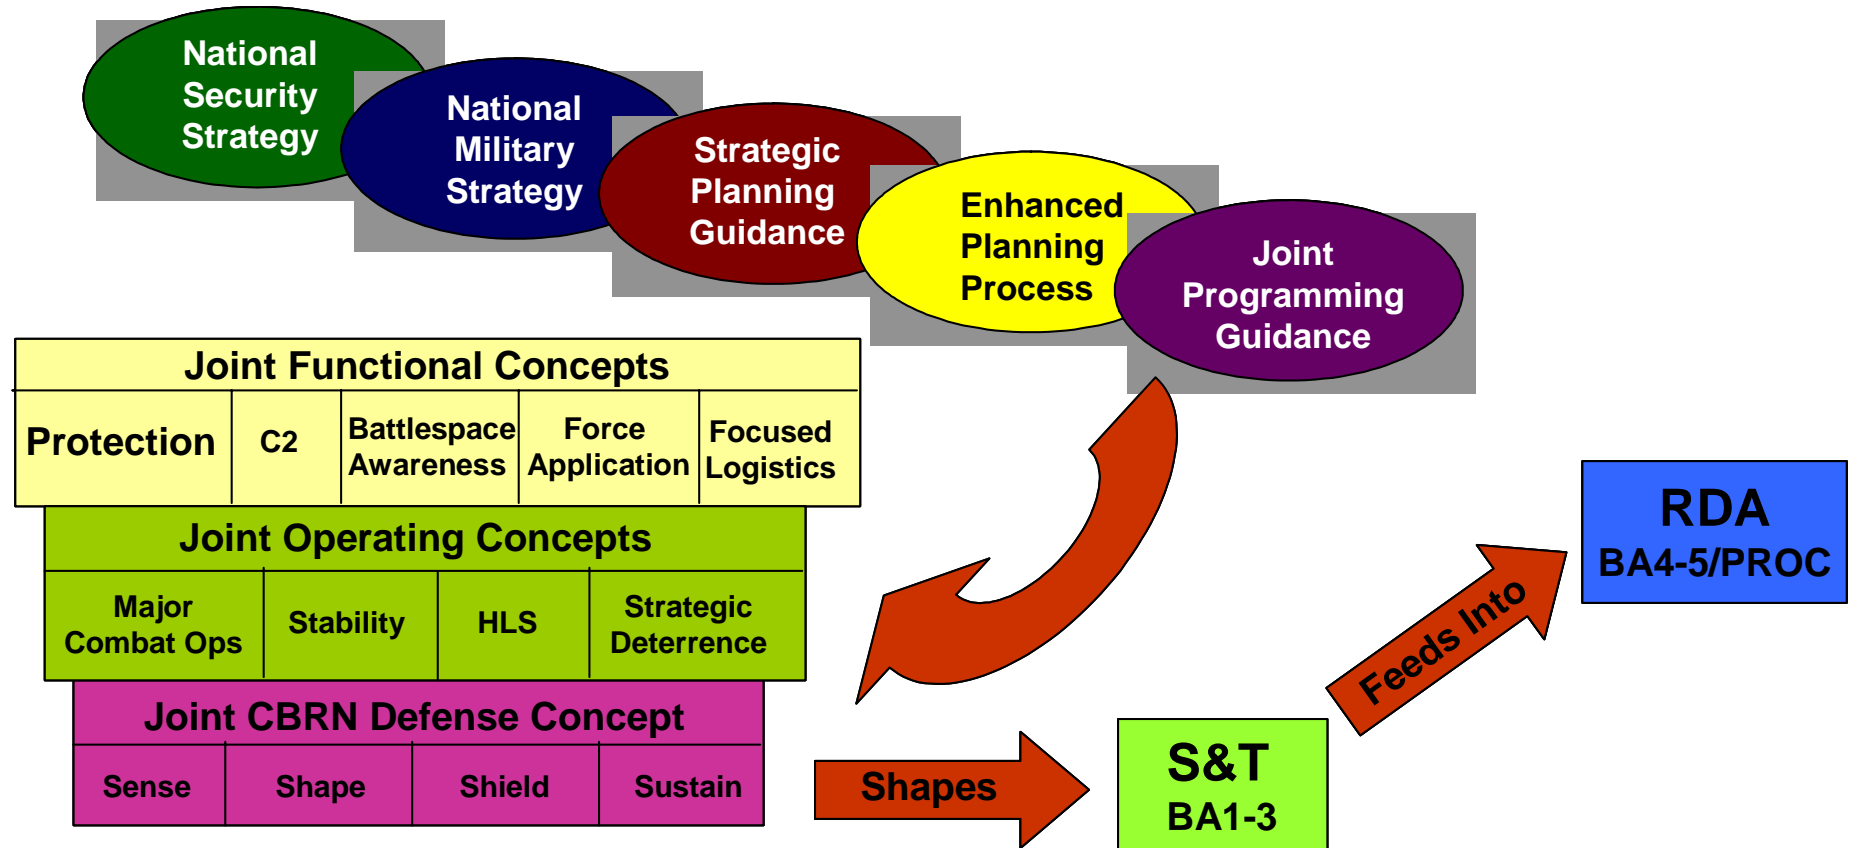 National
Security
Strategy
National
Military
Strategy
Strategic
Planning
Guidance
Enhanced
Planning
Process
Joint
Programming
Guidance
Joint Functional Concepts
Protection
C2
Battlespace
Awareness
Force
Application
Focused
Logistics
Joint Operating Concepts
Major
Combat Ops
Stability
HLS
Strategic
Deterrence
Joint CBRN Defense Concept
Sense
Shape
Shield
Sustain
Shapes
S&T
BA1-3
Feeds Into
RDA
BA4-5/PROC